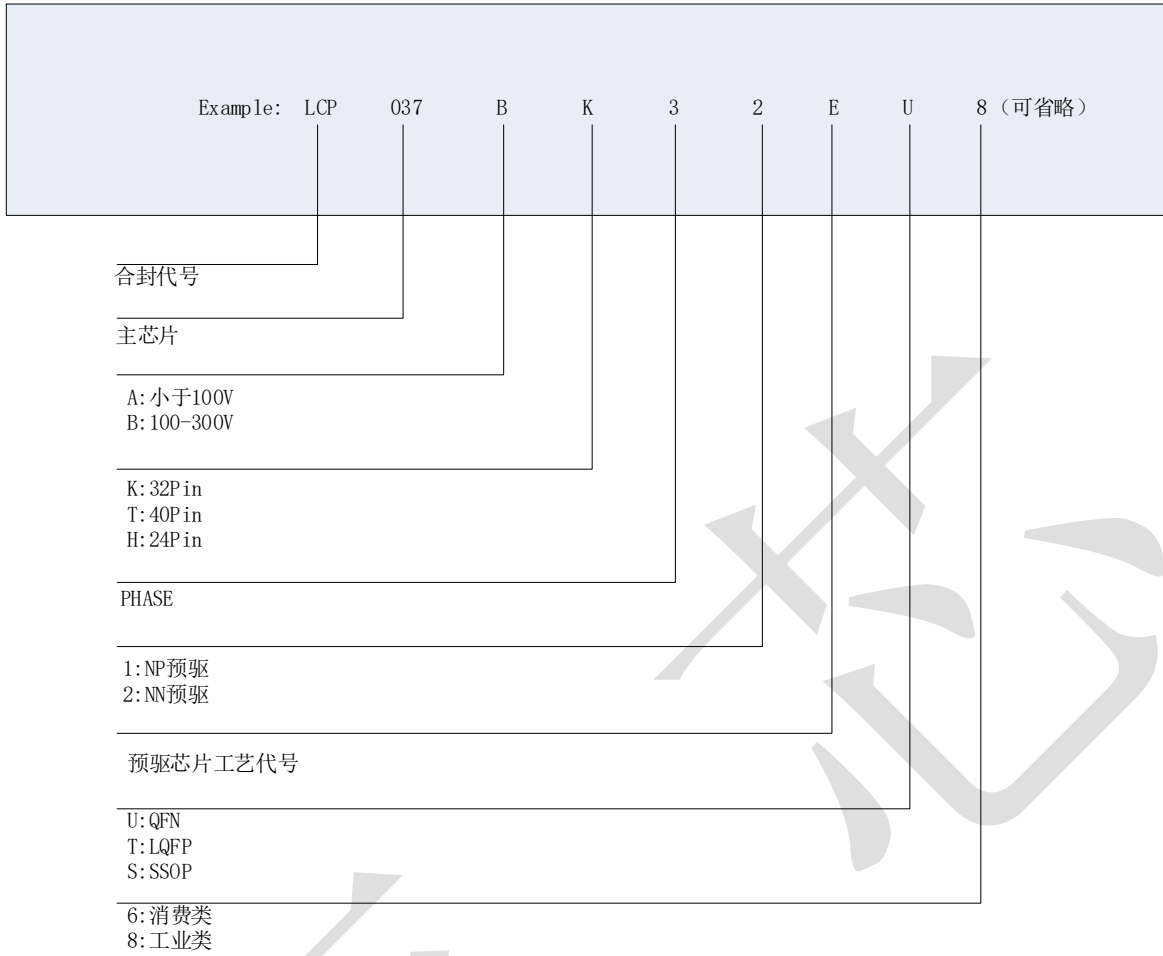 Example: LCP 037 B K 3 2 E U 8（可省略）
合封代号
主芯片
A:小于100V
B:100-300V
K:32Pin
T:40Pin
H:24Pin
PHASE
1:NP预驱
2:NN预驱
预驱芯片工艺代号
U:QFN
T:LQFP
S:SSOP
6:消费类
8:工业类
芯